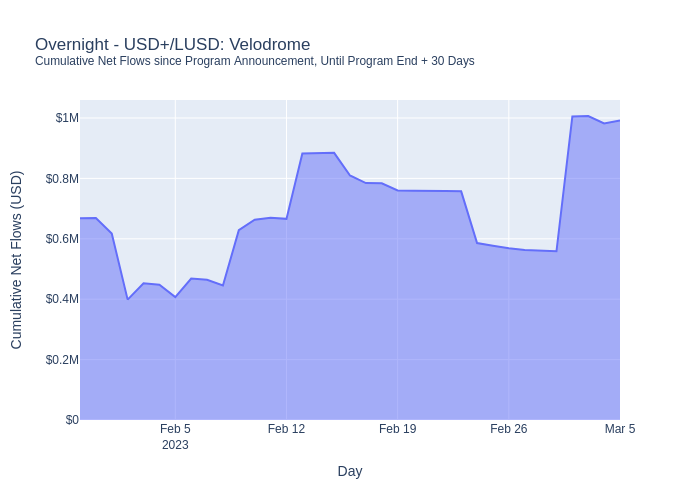 Overnight - USD+/LUSD: Velodrome
Cumulative Net Flows since Program Announcement, Until Program End + 30 Days
Cumulative Net Flows (USD)
$1M
$0.8M
$0.6M
$0.4M
$0.2M
$0
Feb 5
2023
Feb 12
Feb 19
Feb 26
Mar 5
Day